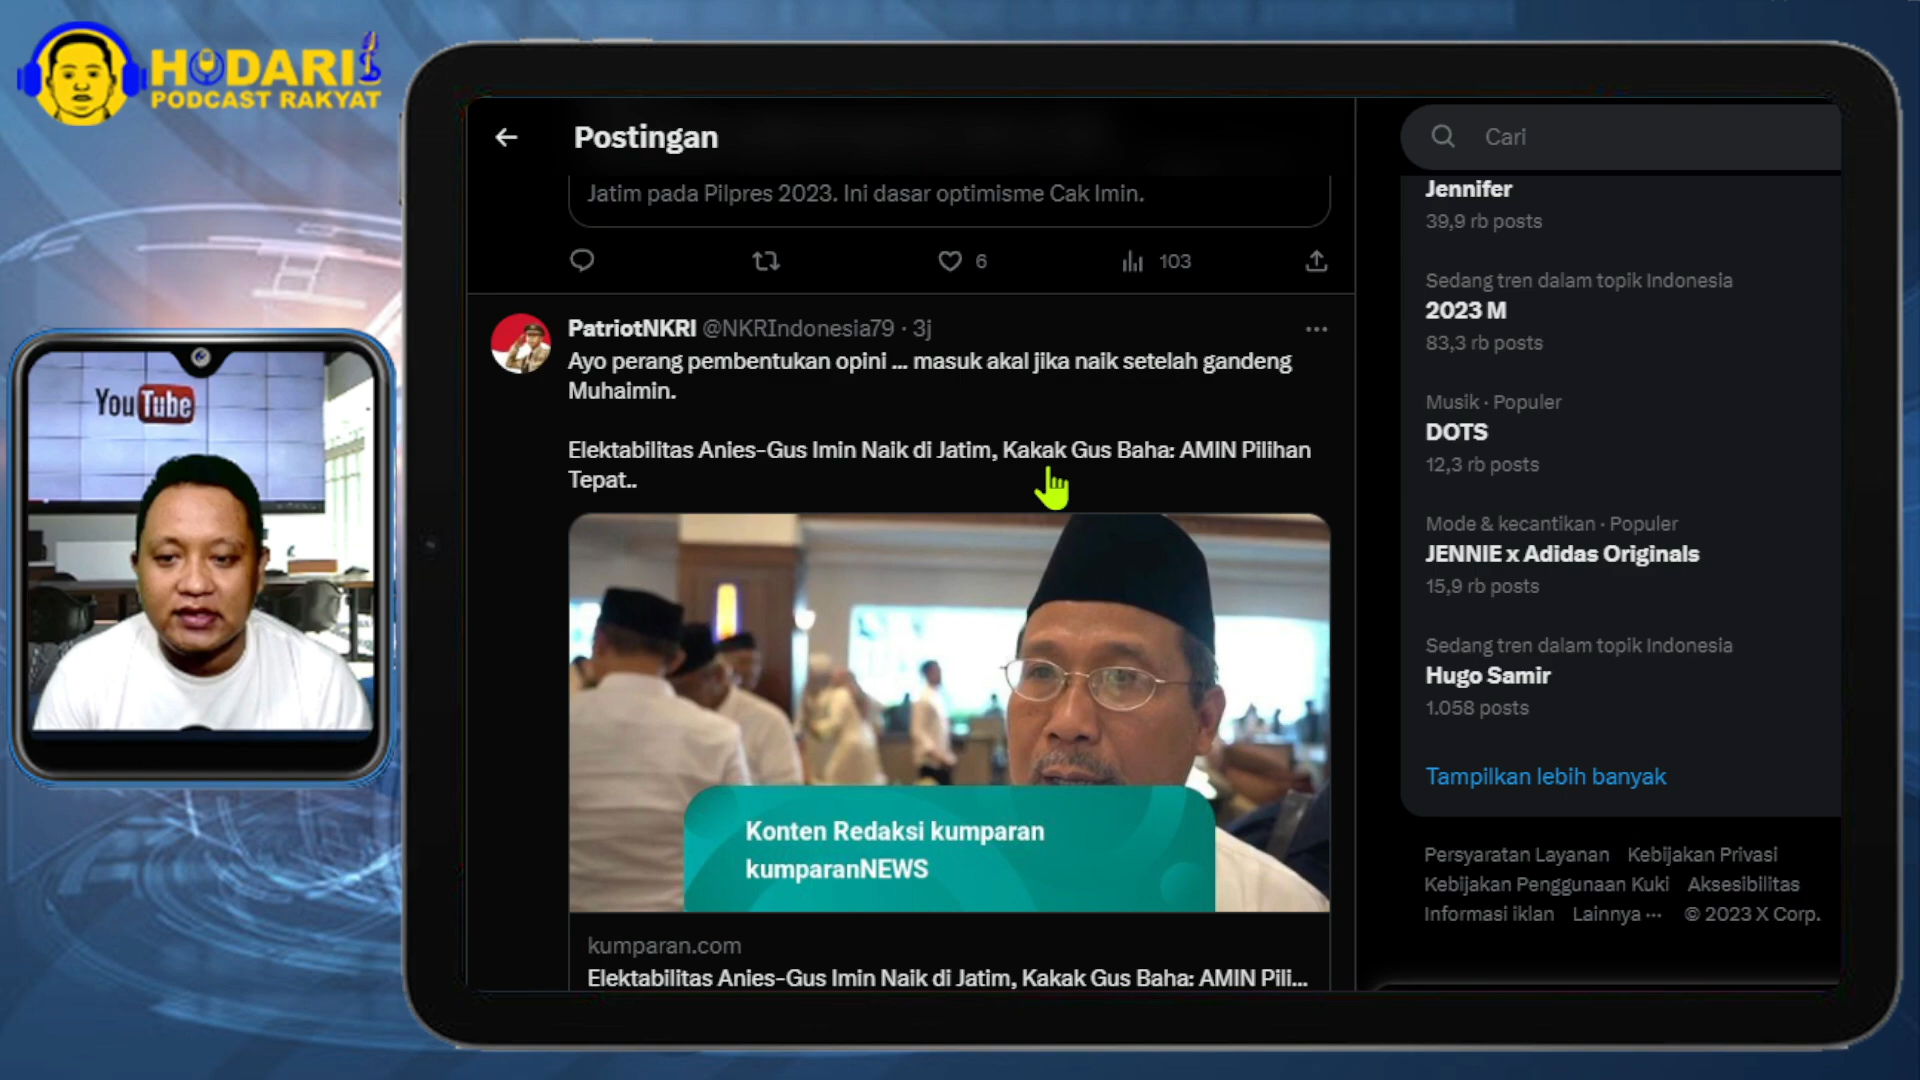 HODARI
PODCAST RAKYAT
YouTube
Postingan
Jatim pada Pilpres 2023. Ini dasar optimisme Cak Imin.
6
103
PatriotNKRI @NKRIndonesia79 · 3j
Ayo perang pembentukan opini ... masuk akal jika naik setelah gandeng
Muhaimin.
Elektabilitas Anies-Gus Imin Naik di Jatim, Kakak Gus Baha: AMIN Pilihan
Tepat..
Konten Redaksi kumparan
kumparanNEWS
kumparan.com
Elektabilitas Anies-Gus Imin Naik di Jatim, Kakak Gus Baha: AMIN Pili...
Cari
Jennifer
39,9 rb posts
Sedang tren dalam topik Indonesia
2023 M
83,3 rb posts
Musik · Populer
DOTS
12,3 rb posts
Mode & kecantikan · Populer
JENNIE x Adidas Originals
15,9 rb posts
Sedang tren dalam topik Indonesia
Hugo Samir
1.058 posts
Tampilkan lebih banyak
Persyaratan Layanan Kebijakan Privasi
Kebijakan Penggunaan Kuki Aksesibilitas
Informasi iklan Lainnya ··· © 2023 X Corp.